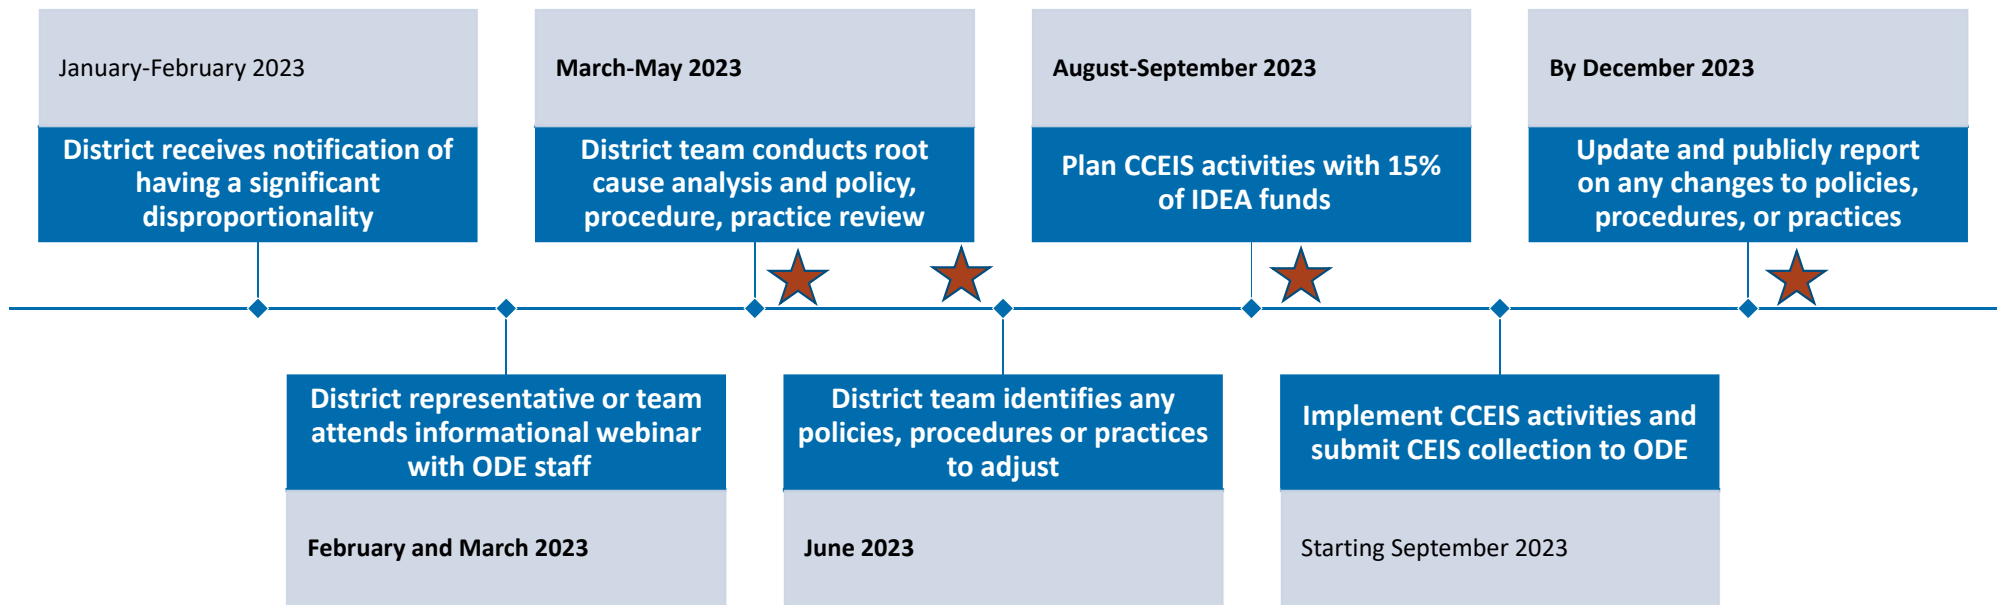 January-February 2023
District receives notification of
having a significant
disproportionality
District representative or team
attends informational webinar
with ODE staff
February and March 2023
March-May 2023
District team conducts root
cause analysis and policy,
procedure, practice review
District team identifies any
policies, procedures or practices
to adjust
June 2023
August-September 2023
Plan CCEIS activities with 15%
of IDEA funds
Implement CCEIS activities and
submit CEIS collection to ODE
Starting September 2023
By December 2023
Update and publicly report
on any changes to policies,
procedures, or practices